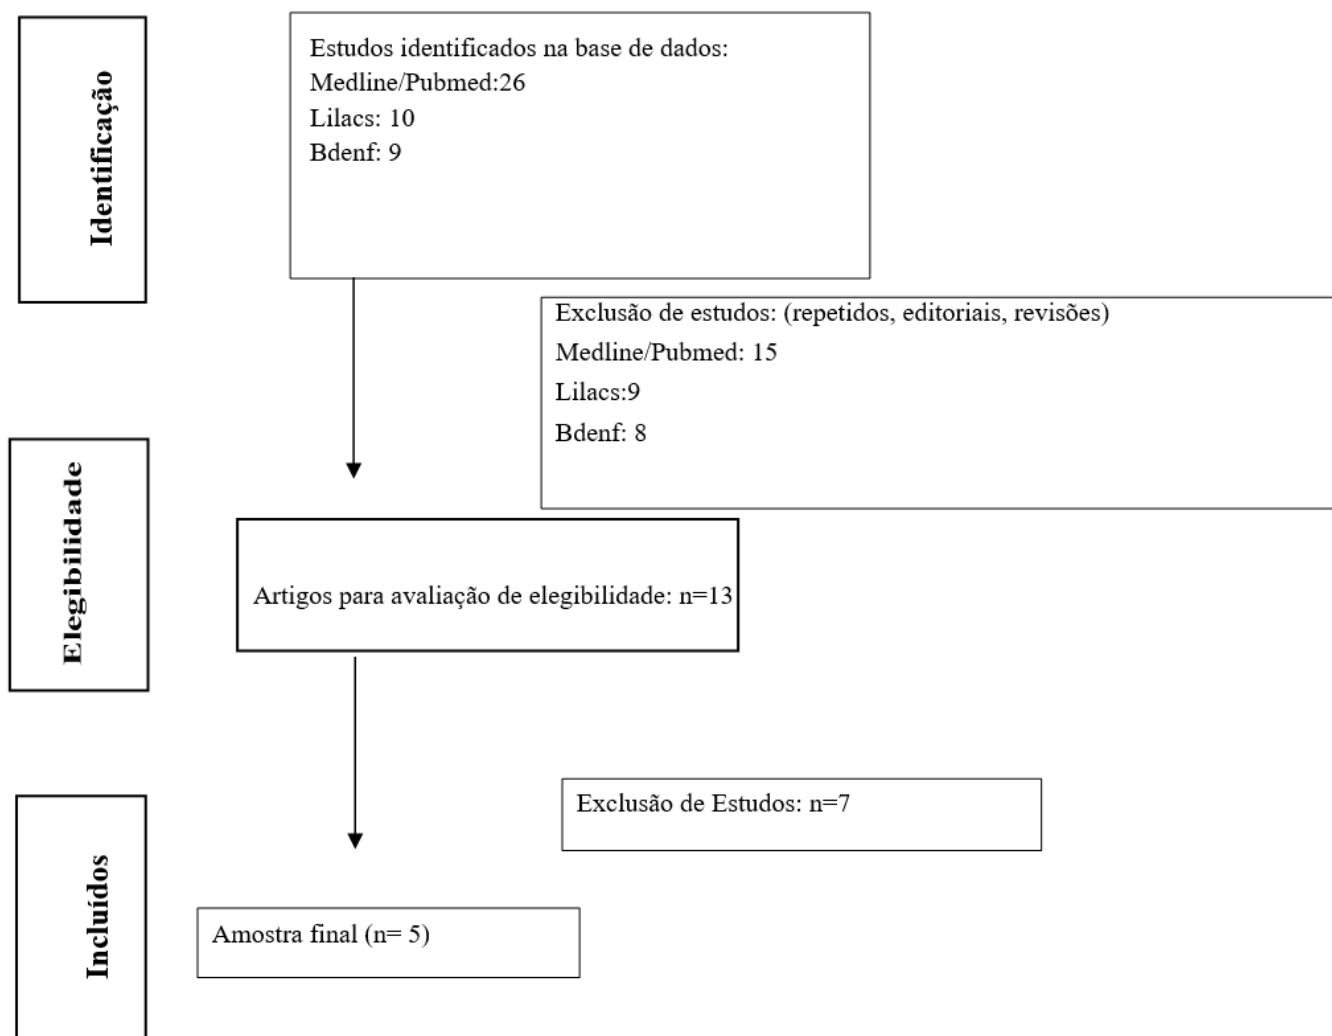 Identificação
Estudos identificados na base de dados:
Medline/Pubmed:26
Lilacs: 10
Bdenf: 9
Exclusão de estudos: (repetidos, editoriais, revisões)
Medline/Pubmed: 15
Lilacs:9
Bdenf: 8
Elegibilidade
Artigos para avaliação de elegibilidade: n=13
Exclusão de Estudos: n=7
Incluídos
Amostra final (n= 5)